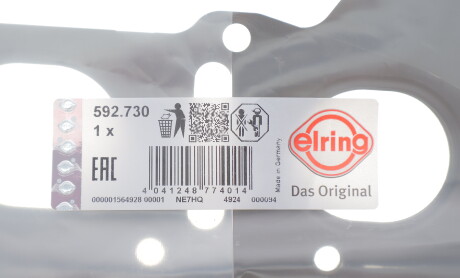 592.730
1 x
EAC
4 041248 774014
000001564928 00001 NE7HQ 4924 000094
Made in Germany
elring
Das Original